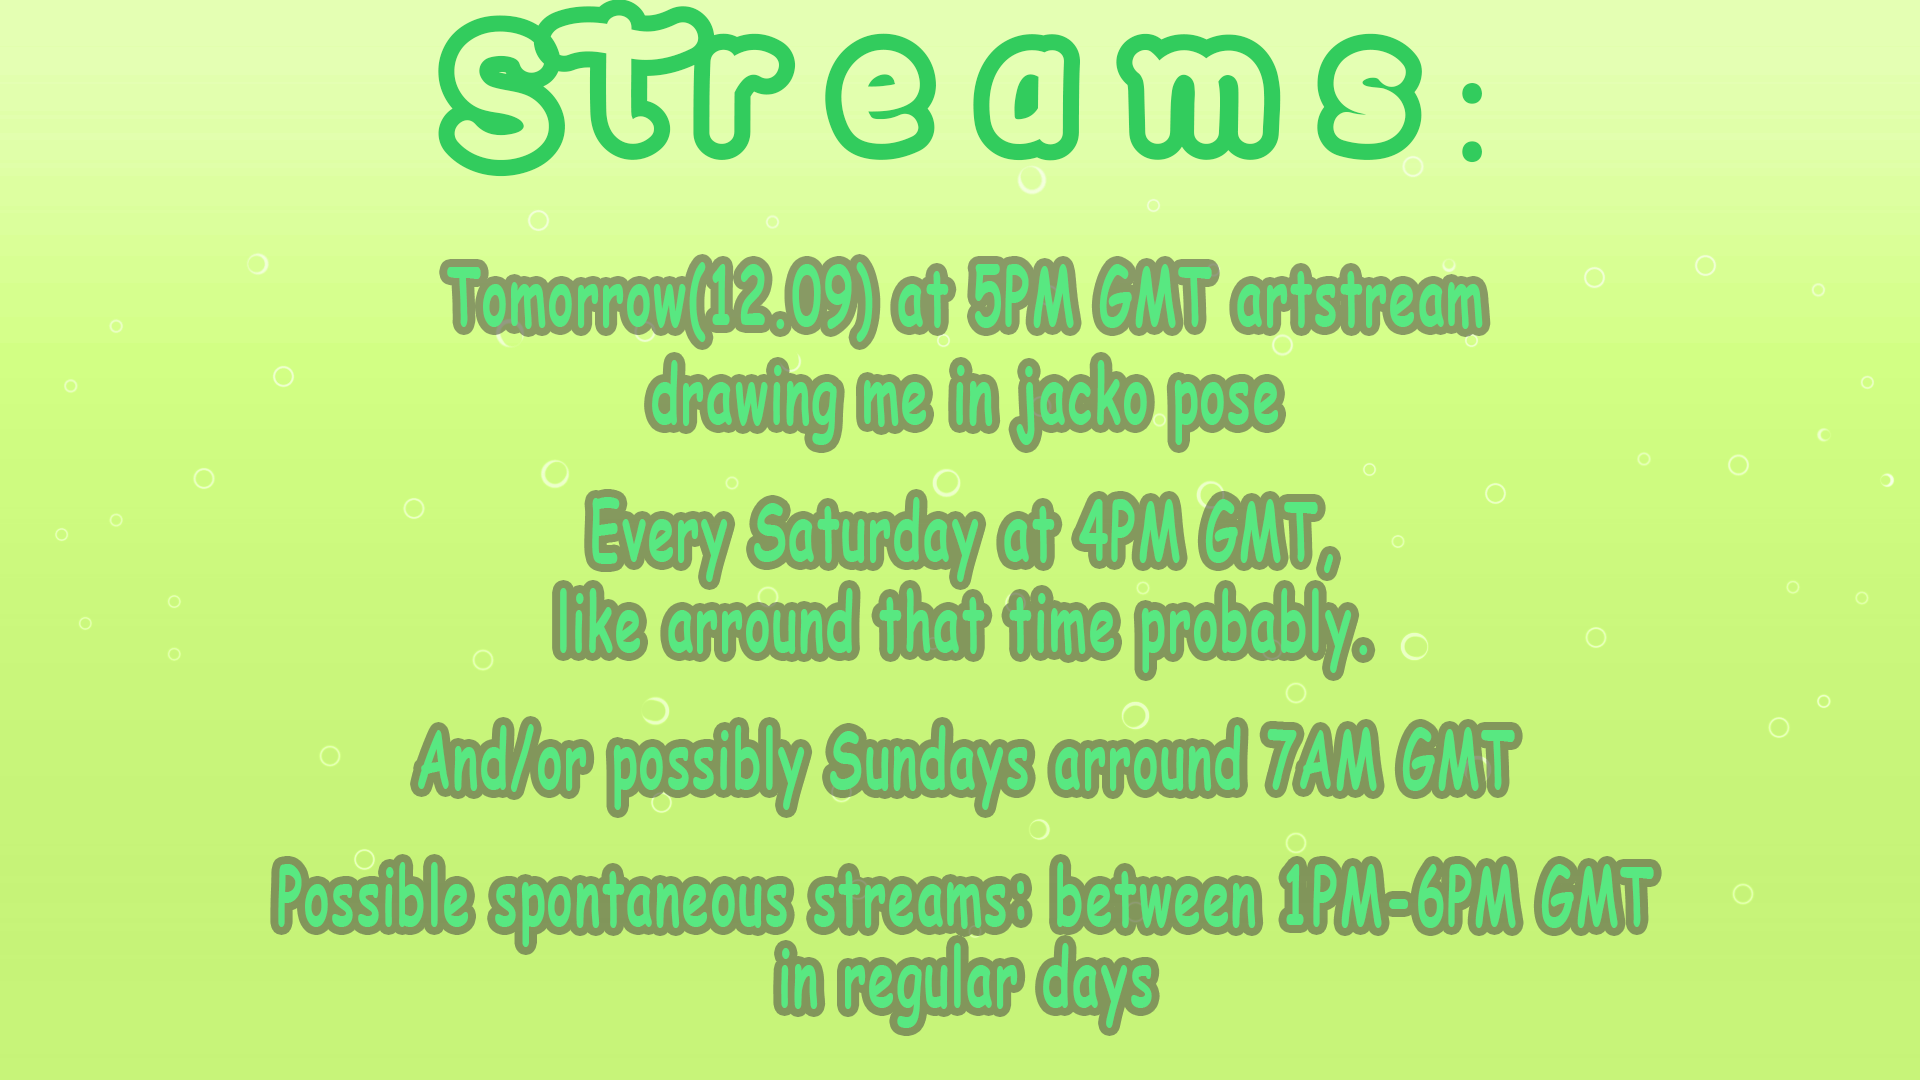 Streams:
Tomorrow(12.09) at 5PM GMT artstream
drawing me in jacko pose
Every Saturday at 4PM GMT,
like arround that time probably.
And/or possibly Sundays arround 7AM GMT
Possible spontaneous streams: between 1PM-6PM GMT
in regular days